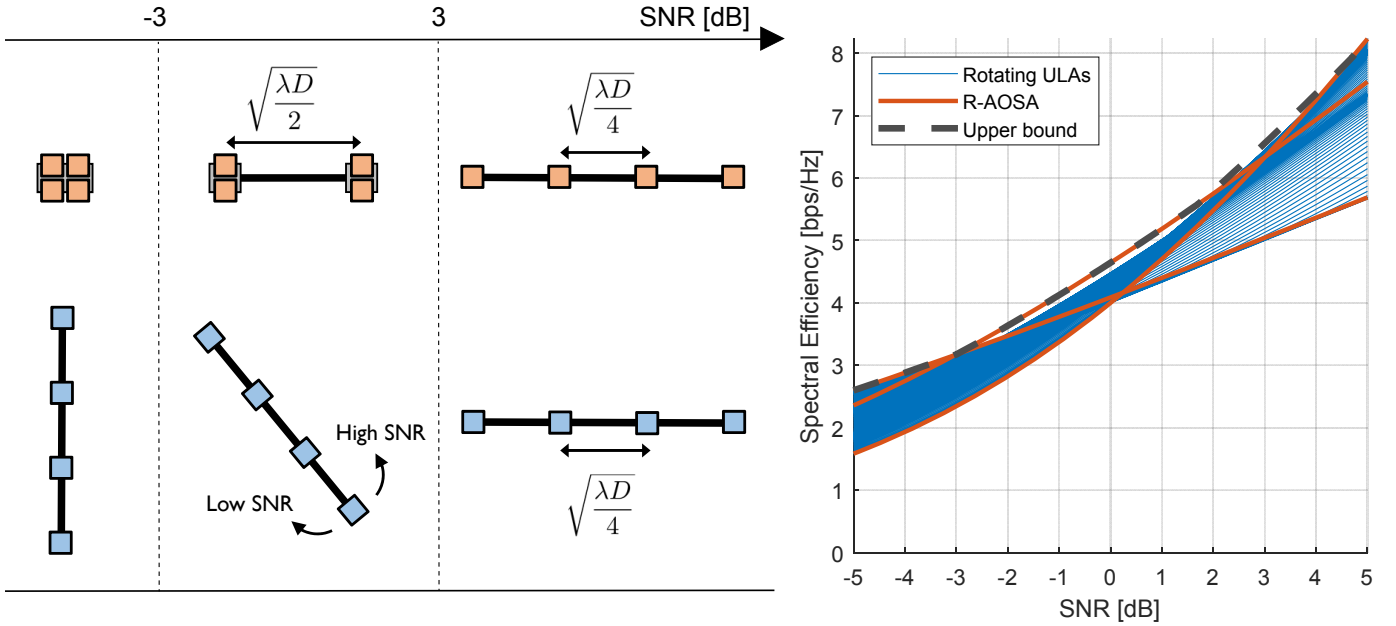 -3 3 SNR [dB]
√(λD/2)
√(λD/4)
High SNR
Low SNR
√(λD/4)
Spectral Efficiency [bps/Hz]
8
7
6
5
4
3
2
1
0
Rotating ULAs
R-AOSA
Upper bound
-5 -4 -3 -2 -1 0 1 2 3 4 5
SNR [dB]